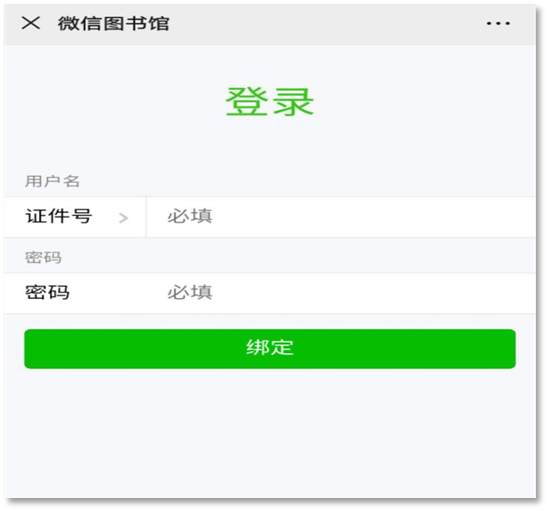 微信图书馆
登录
用户名
证件号 > 必填
密码
密码 必填
绑定